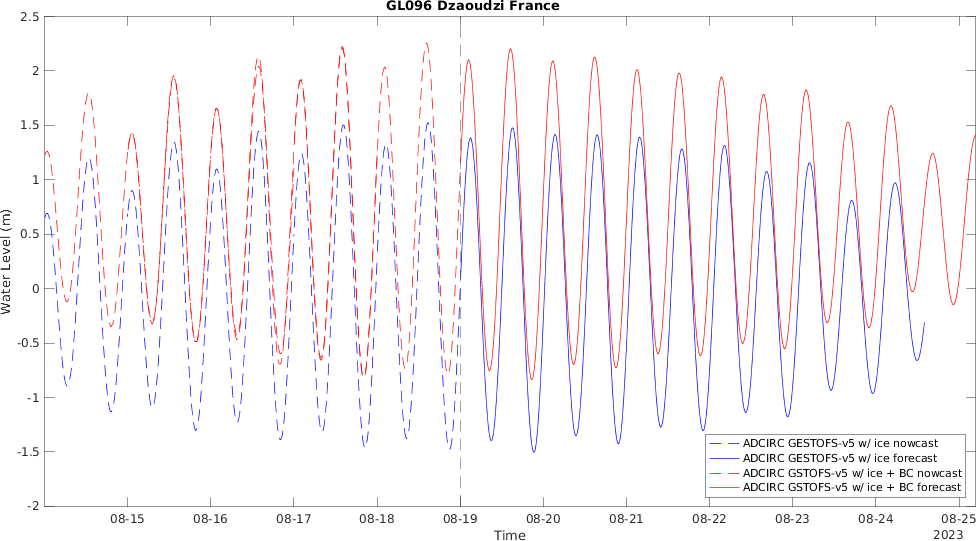 GL096 Dzaoudzi France
2.5
2
1.5
1
0.5
0
-0.5
-1
-1.5
-2
Water Level (m)
ADCIRC GESTOFS-v5 w/ ice nowcast
ADCIRC GESTOFS-v5 w/ ice forecast
ADCIRC GSTOFS-v5 w/ ice + BC nowcast
ADCIRC GSTOFS-v5 w/ ice + BC forecast
08-15 08-16 08-17 08-18 08-19 08-20 08-21 08-22 08-23 08-24 08-25
Time
2023